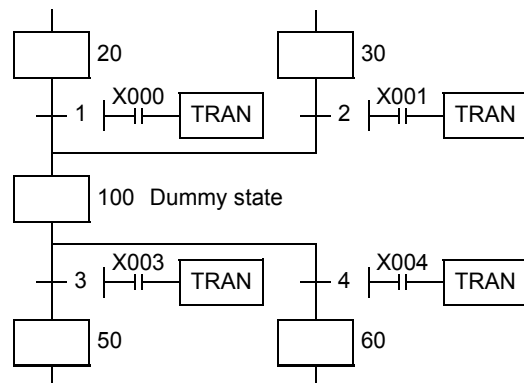 20
30
X000
X001
1
TRAN
2
TRAN
100 Dummy state
X003
X004
3
TRAN
4
TRAN
50
60